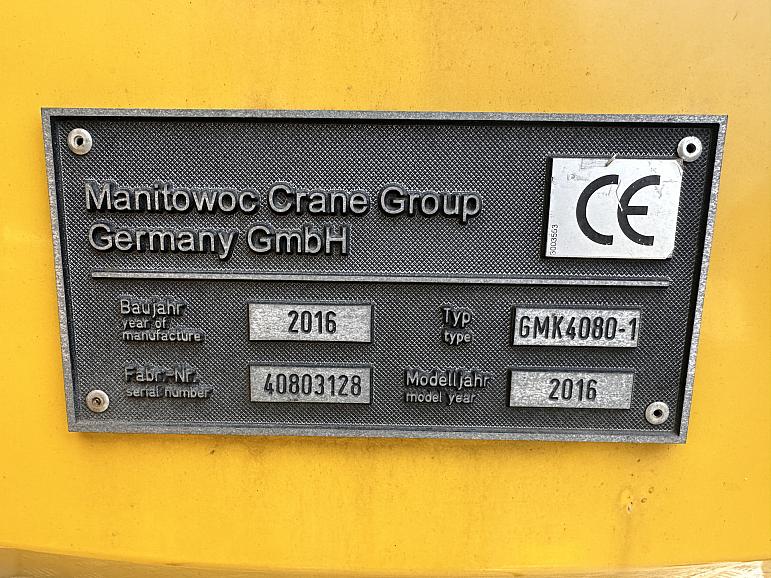 Manitowoc Crane Group
Germany GmbH
CE
5003503
Baujahr
year of
manufacture
2016
Typ
type
GMK4080-1
Fabr.-Nr.
serial number
40803128
Modelljahr
model year
2016